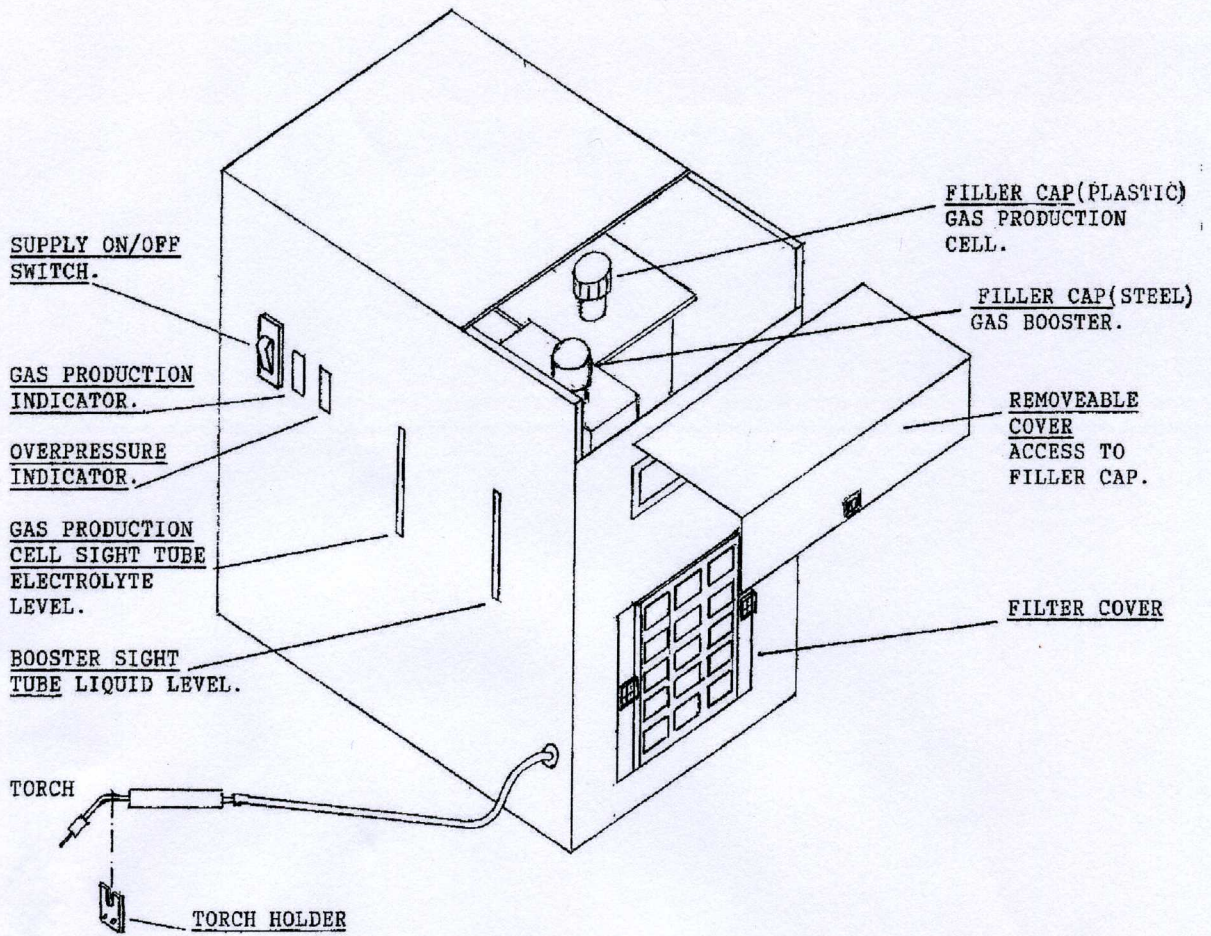 SUPPLY ON/OFF
SWITCH.
GAS PRODUCTION
INDICATOR.
OVERPRESSURE
INDICATOR.
GAS PRODUCTION
CELL SIGHT TUBE
ELECTROLYTE
LEVEL.
BOOSTER SIGHT
TUBE LIQUID LEVEL.
TORCH
TORCH HOLDER
FILLER CAP(PLASTIC)
GAS PRODUCTION
CELL.
FILLER CAP(STEEL)
GAS BOOSTER.
REMOVEABLE
COVER
ACCESS TO
FILLER CAP.
FILTER COVER